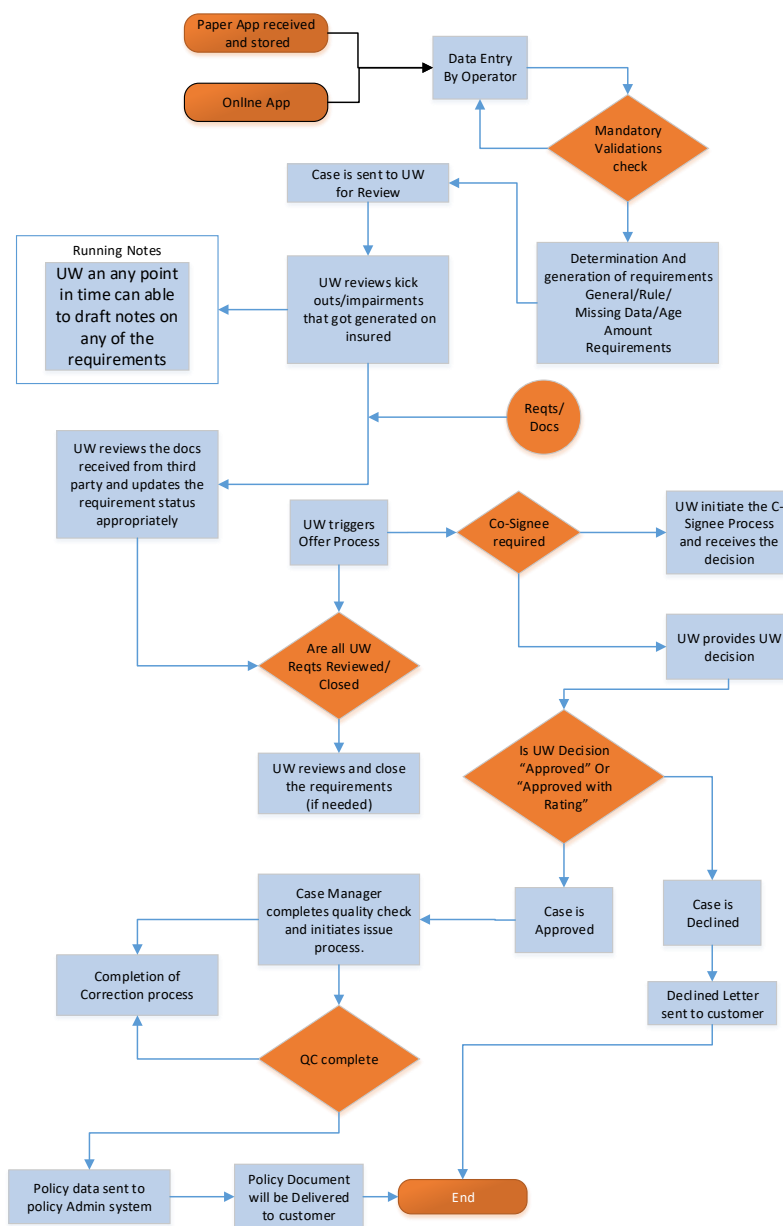 Paper App received
and stored
OnlIne App
Data Entry
By Operator
Mandatory
Validations
check
Case is sent to UW
for Review
Determination And
generation of requirements
General/Rule/
Missing Data/Age
Amount
Requirements
Running Notes
UW an any point
in time can able
to draft notes on
any of the
requirements
UW reviews kick
outs/impairments
that got generated on
insured
Reqts/
Docs
UW reviews the docs
received from third
party and updates the
requirement status
appropriately
UW triggers
Offer Process
Co-Signee
required
UW initiate the C-
Signee Process
and receives the
decision
UW provides UW
decision
Are all UW
Reqts Reviewed/
Closed
UW reviews and close
the requirements
(if needed)
Is UW Decision
“Approved” Or
“Approved with
Rating”
Case Manager
completes quality check
and initiates issue
process.
Case is
Approved
Case is
Declined
Completion of
Correction process
Declined Letter
sent to customer
QC complete
Policy data sent to
policy Admin system
Policy Document
will be Delivered
to customer
End